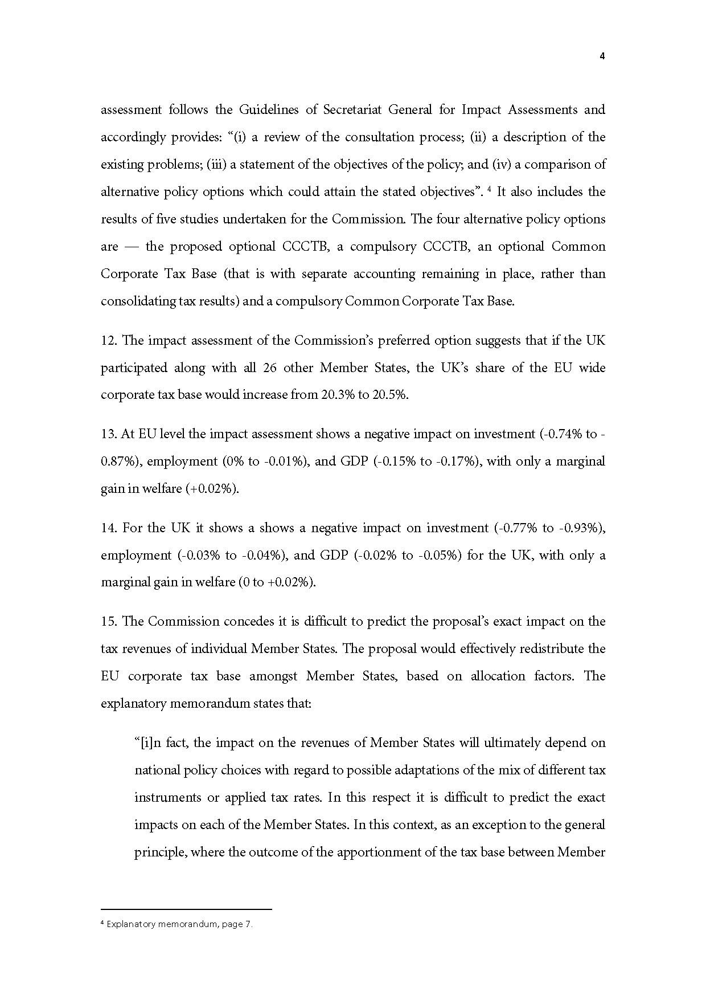 4
assessment follows the Guidelines of Secretariat General for Impact Assessments and
accordingly provides: “(i) a review of the consultation process; (ii) a description of the
existing problems; (iii) a statement of the objectives of the policy; and (iv) a comparison of
alternative policy options which could attain the stated objectives”. 4 It also includes the
results of five studies undertaken for the Commission. The four alternative policy options
are — the proposed optional CCCTB, a compulsory CCCTB, an optional Common
Corporate Tax Base (that is with separate accounting remaining in place, rather than
consolidating tax results) and a compulsory Common Corporate Tax Base.
12. The impact assessment of the Commission’s preferred option suggests that if the UK
participated along with all 26 other Member States, the UK’s share of the EU wide
corporate tax base would increase from 20.3% to 20.5%.
13. At EU level the impact assessment shows a negative impact on investment (-0.74% to -
0.87%), employment (0% to -0.01%), and GDP (-0.15% to -0.17%), with only a marginal
gain in welfare (+0.02%).
14. For the UK it shows a shows a negative impact on investment (-0.77% to -0.93%),
employment (-0.03% to -0.04%), and GDP (-0.02% to -0.05%) for the UK, with only a
marginal gain in welfare (0 to +0.02%).
15. The Commission concedes it is difficult to predict the proposal’s exact impact on the
tax revenues of individual Member States. The proposal would effectively redistribute the
EU corporate tax base amongst Member States, based on allocation factors. The
explanatory memorandum states that:
“[i]n fact, the impact on the revenues of Member States will ultimately depend on
national policy choices with regard to possible adaptations of the mix of different tax
instruments or applied tax rates. In this respect it is difficult to predict the exact
impacts on each of the Member States. In this context, as an exception to the general
principle, where the outcome of the apportionment of the tax base between Member
4 Explanatory memorandum, page 7.